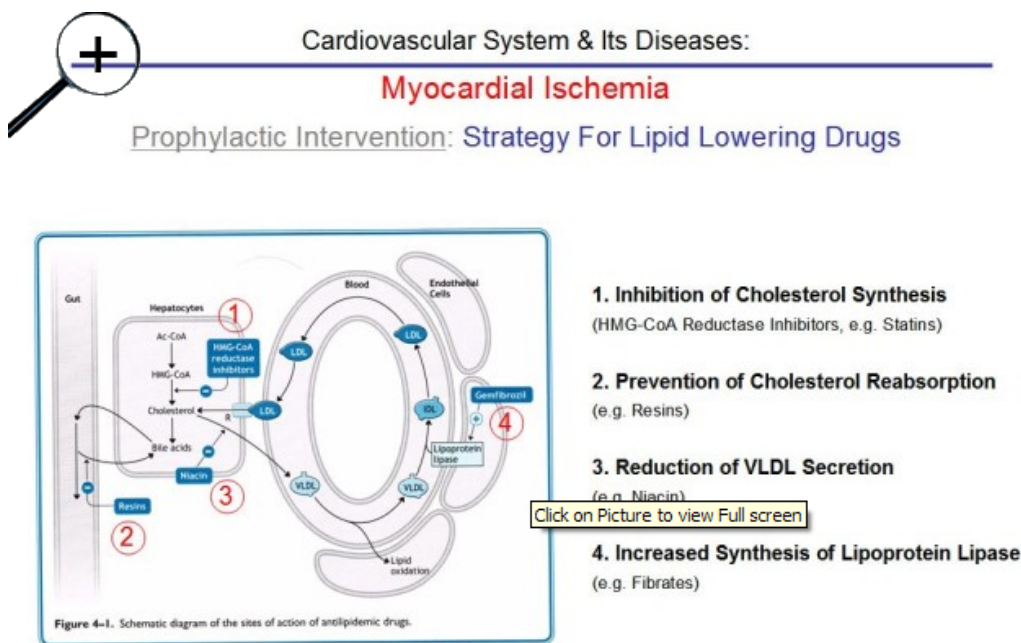 Cardiovascular System & Its Diseases:
Myocardial Ischemia
Prophylactic Intervention: Strategy For Lipid Lowering Drugs
Gut
Hepatocytes
1
Ac-CoA
HMG-CoA
reductase
inhibitors
HMG-CoA
Cholesterol
R
Bile acids
Niacin
3
Resins
2
Blood
Endothelial
Cells
LDL
LDL
LDL
IDL
Gemfibrozil
4
Lipoprotein
lipase
VLDL
VLDL
Lipid
oxidation
Figure 4–1. Schematic diagram of the sites of action of antilipidemic drugs.
1. Inhibition of Cholesterol Synthesis
(HMG-CoA Reductase Inhibitors, e.g. Statins)
2. Prevention of Cholesterol Reabsorption
(e.g. Resins)
3. Reduction of VLDL Secretion
(e.g. Niacin)
Click on Picture to view Full screen
4. Increased Synthesis of Lipoprotein Lipase
(e.g. Fibrates)